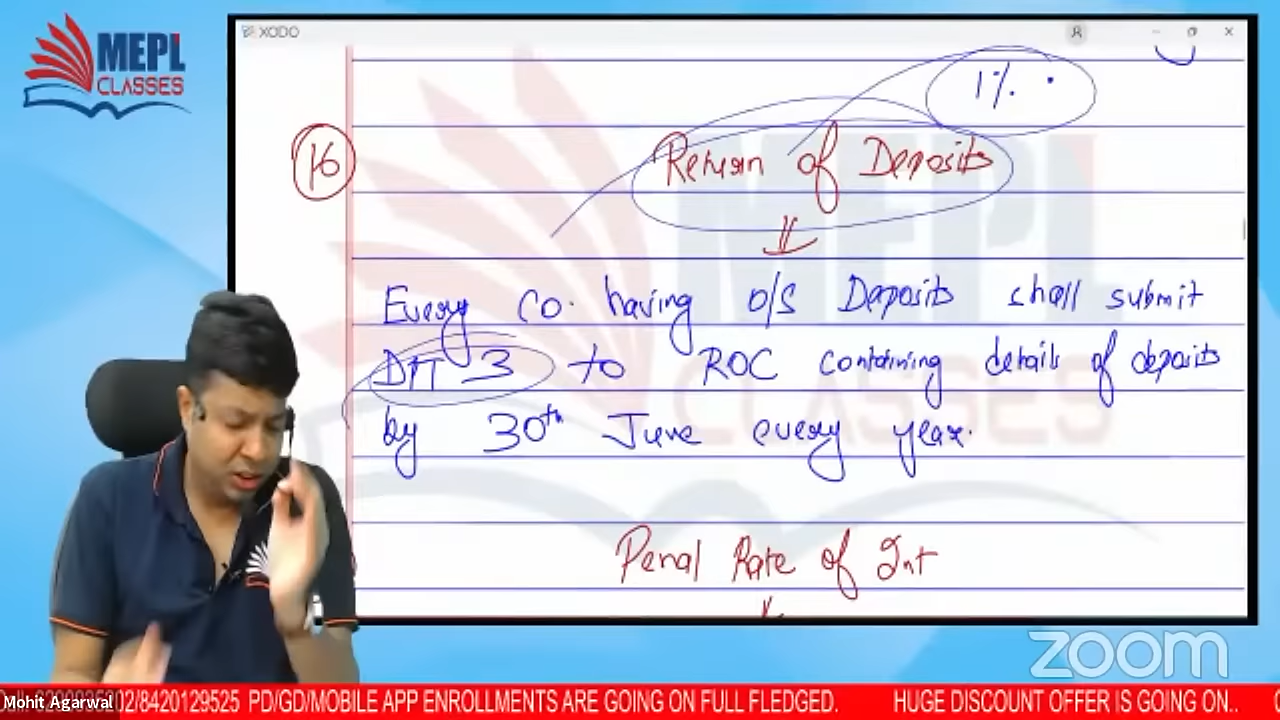 MEPL
CLASSES
XODO
1%.
16
Return of Deposits
Every Co. having O/S Deposits shall submit
DPT 3 to ROC containing details of deposits
by 30th June every year.
Penal Rate of Int
zoom
Mohit Agarwal
/8420129525 PD/GD/MOBILE APP ENROLLMENTS ARE GOING ON FULL FLEDGED. HUGE DISCOUNT OFFER IS GOING ON..